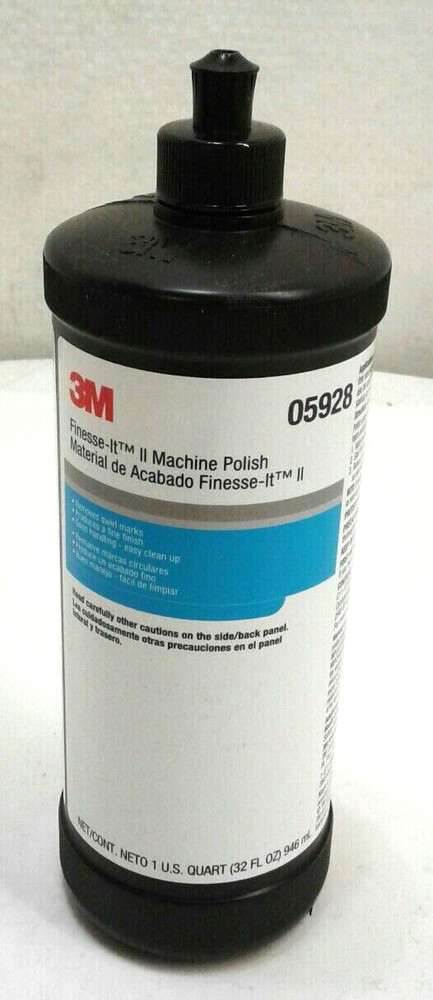 3M
3M
3M
05928
Finesse-It™ II Machine Polish
Material de Acabado Finesse-It™ II
• Removes swirl marks
• Produces a fine finish
• Good handling - easy clean up
• Remueve marcas circulares
• Produce un acabado fino
• Buen manejo - fácil de limpiar
Read carefully other cautions on the side/back panel.
Lea cuidadosamente otras precauciones en el panel
lateral y trasero.
NET/CONT. NETO 1 U.S. QUART (32 FL OZ) 946 mL